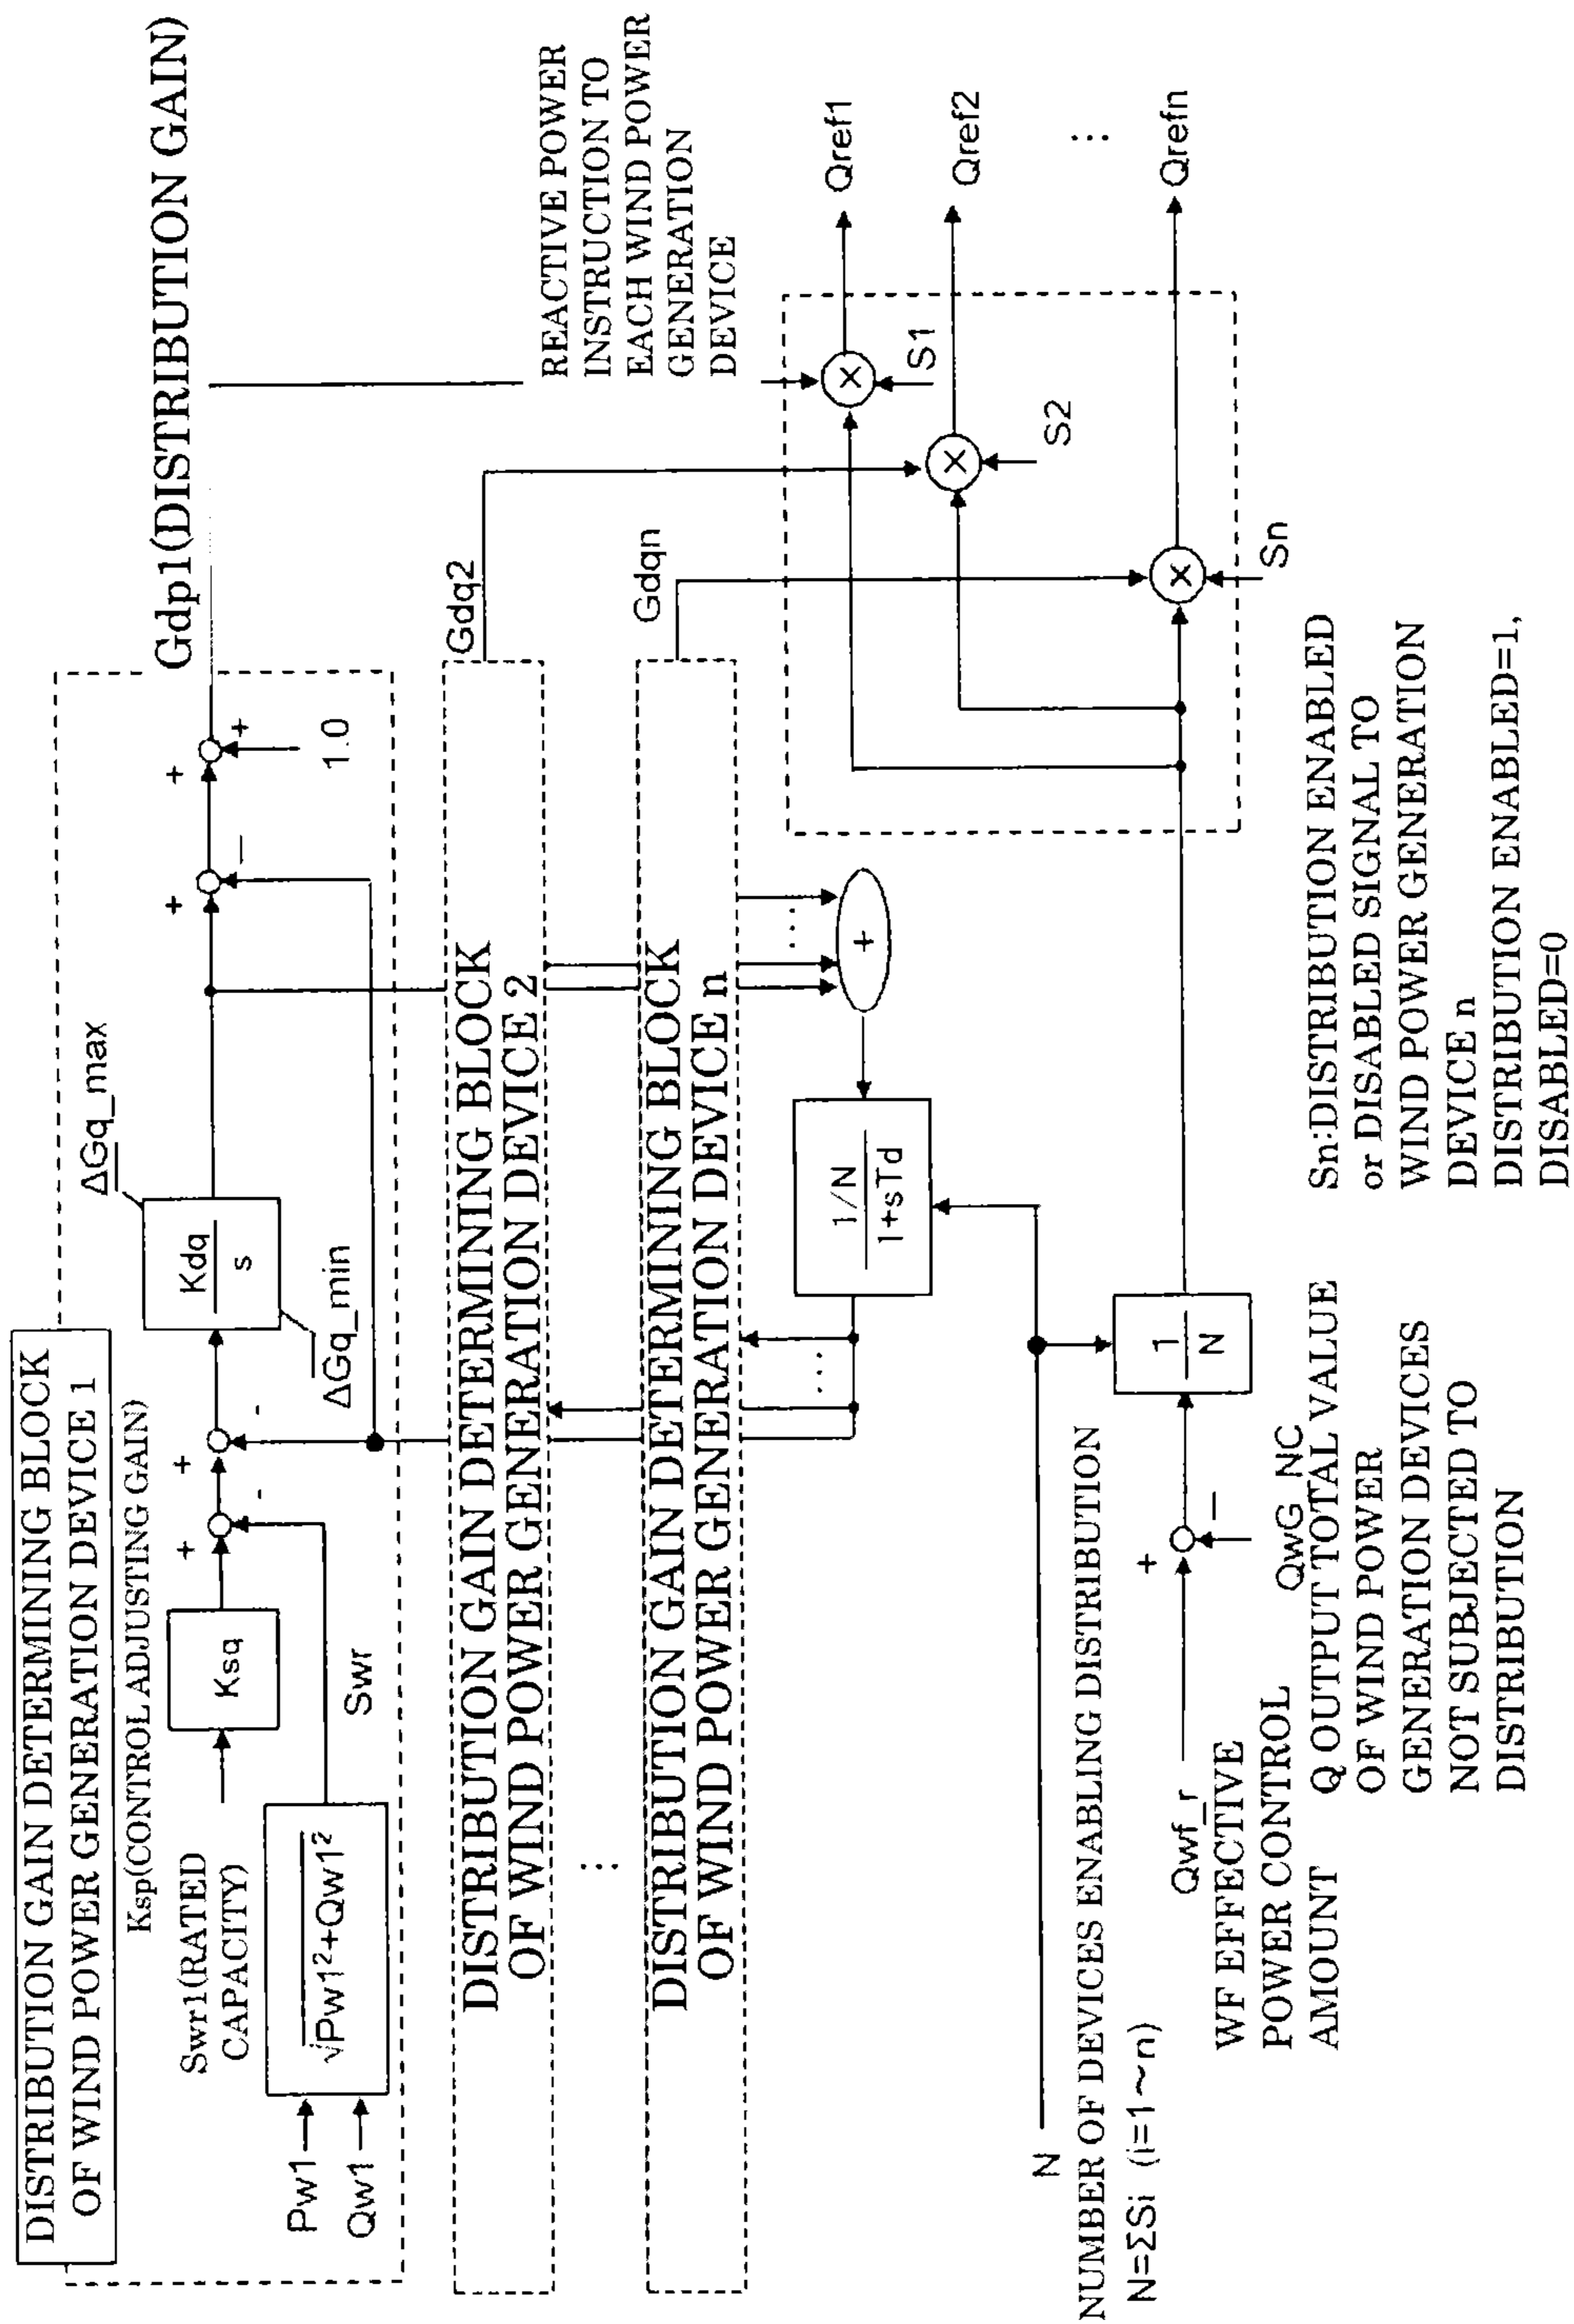 DISTRIBUTION GAIN DETERMINING BLOCK
OF WIND POWER GENERATION DEVICE 1
Ksp(CONTROL ADJUSTING GAIN)
Swr1(RATED
CAPACITY)
Ksq
+
-
+
-
Kdq
s
ΔGq_max
ΔGq_min
+
−
+
+
1.0
Gdp1(DISTRIBUTION GAIN)
Pw1
Qw1
√Pw1²+Qw1²
Swr
DISTRIBUTION GAIN DETERMINING BLOCK
OF WIND POWER GENERATION DEVICE 2
Gdq2
...
DISTRIBUTION GAIN DETERMINING BLOCK
OF WIND POWER GENERATION DEVICE n
Gdqn
REACTIVE POWER
INSTRUCTION TO
EACH WIND POWER
GENERATION
DEVICE
...
...
+
1/N
1+sTd
×
S1
Qref1
×
S2
Qref2
...
×
Sn
Qrefn
N
NUMBER OF DEVICES ENABLING DISTRIBUTION
N=ΣSi (i=1~n)
Qwf_r
+
−
QwG_NC
1
N
WF EFFECTIVE
POWER CONTROL
AMOUNT
Q OUTPUT TOTAL VALUE
OF WIND POWER
GENERATION DEVICES
NOT SUBJECTED TO
DISTRIBUTION
Sn:DISTRIBUTION ENABLED
or DISABLED SIGNAL TO
WIND POWER GENERATION
DEVICE n
DISTRIBUTION ENABLED=1,
DISABLED=0